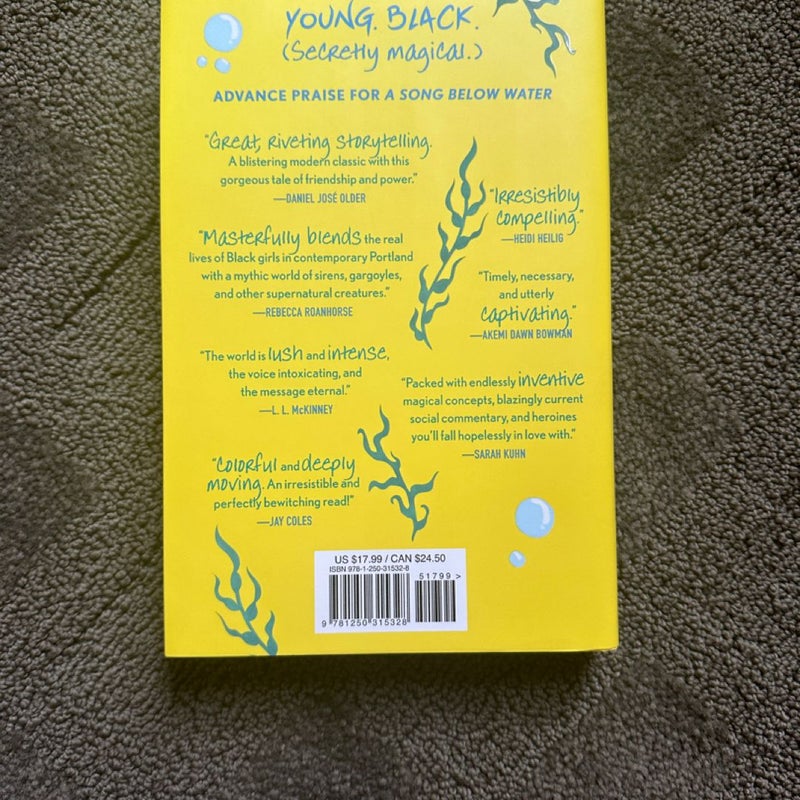 YOUNG. BLACK.
(Secretly magical.)
ADVANCE PRAISE FOR A SONG BELOW WATER
"Great, riveting storytelling.
A blistering modern classic with this
gorgeous tale of friendship and power."
—DANIEL JOSÉ OLDER
"Irresistibly
compelling."
—HEIDI HEILIG
"Masterfully blends the real
lives of Black girls in contemporary Portland
with a mythic world of sirens, gargoyles,
and other supernatural creatures."
—REBECCA ROANHORSE
"Timely, necessary,
and utterly
captivating."
—AKEMI DAWN BOWMAN
"The world is lush and intense,
the voice intoxicating, and
the message eternal."
—L. L. McKINNEY
"Packed with endlessly inventive
magical concepts, blazingly current
social commentary, and heroines
you'll fall hopelessly in love with."
—SARAH KUHN
"Colorful and deeply
moving. An irresistible and
perfectly bewitching read!"
—JAY COLES
US $17.99 / CAN $24.50
ISBN 978-1-250-31532-8
51799 >
9 781250 315328